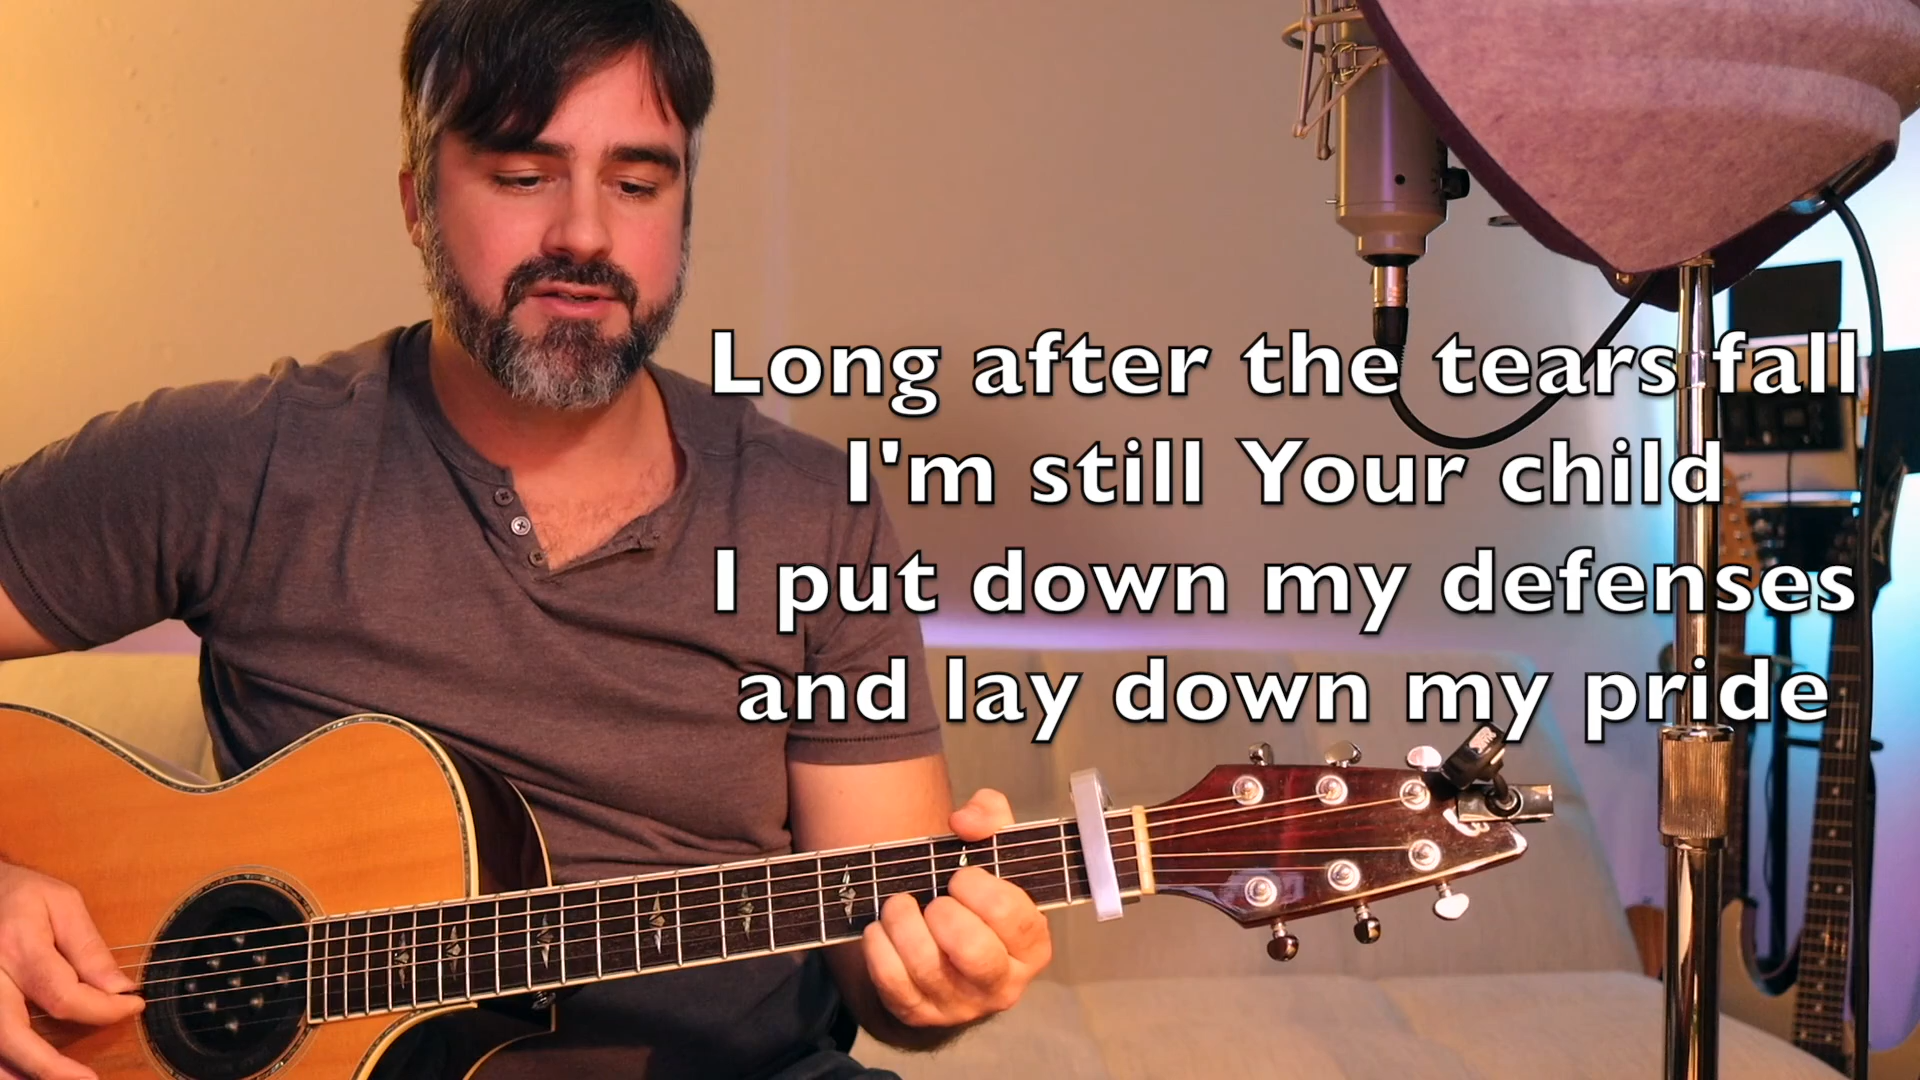 Long after the tears fall
I'm still Your child
I put down my defenses
and lay down my pride